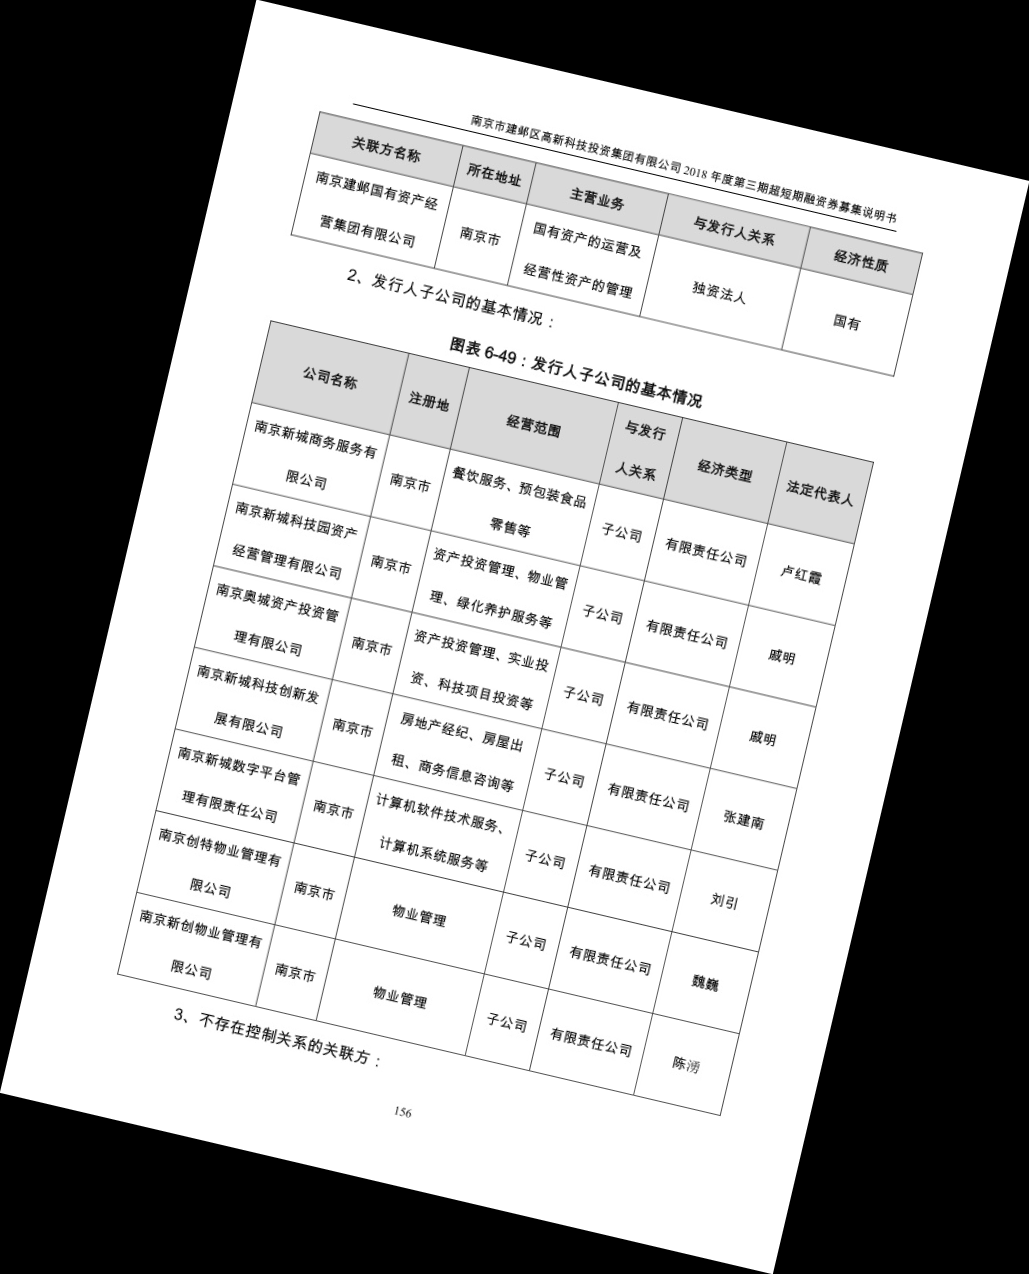 南京市建邺区高新科技投资集团有限公司 2018 年度第三期超短期融资券募集说明书
关联方名称 所在地址 主营业务 与发行人关系 经济性质
南京建邺国有资产经
营集团有限公司 南京市 国有资产的运营及
经营性资产的管理 独资法人 国有
2、发行人子公司的基本情况：
图表 6-49：发行人子公司的基本情况
公司名称 注册地 经营范围 与发行
人关系 经济类型 法定代表人
南京新城商务服务有
限公司 南京市 餐饮服务、预包装食品
零售等 子公司 有限责任公司 卢红霞
南京新城科技园资产
经营管理有限公司 南京市 资产投资管理、物业管
理、绿化养护服务等 子公司 有限责任公司 戚明
南京奥城资产投资管
理有限公司 南京市 资产投资管理、实业投
资、科技项目投资等 子公司 有限责任公司 戚明
南京新城科技创新发
展有限公司 南京市 房地产经纪、房屋出
租、商务信息咨询等 子公司 有限责任公司 张建南
南京新城数字平台管
理有限责任公司 南京市 计算机软件技术服务、
计算机系统服务等 子公司 有限责任公司 刘引
南京创特物业管理有
限公司 南京市 物业管理 子公司 有限责任公司 魏巍
南京新创物业管理有
限公司 南京市 物业管理 子公司 有限责任公司 陈湧
3、不存在控制关系的关联方：
156